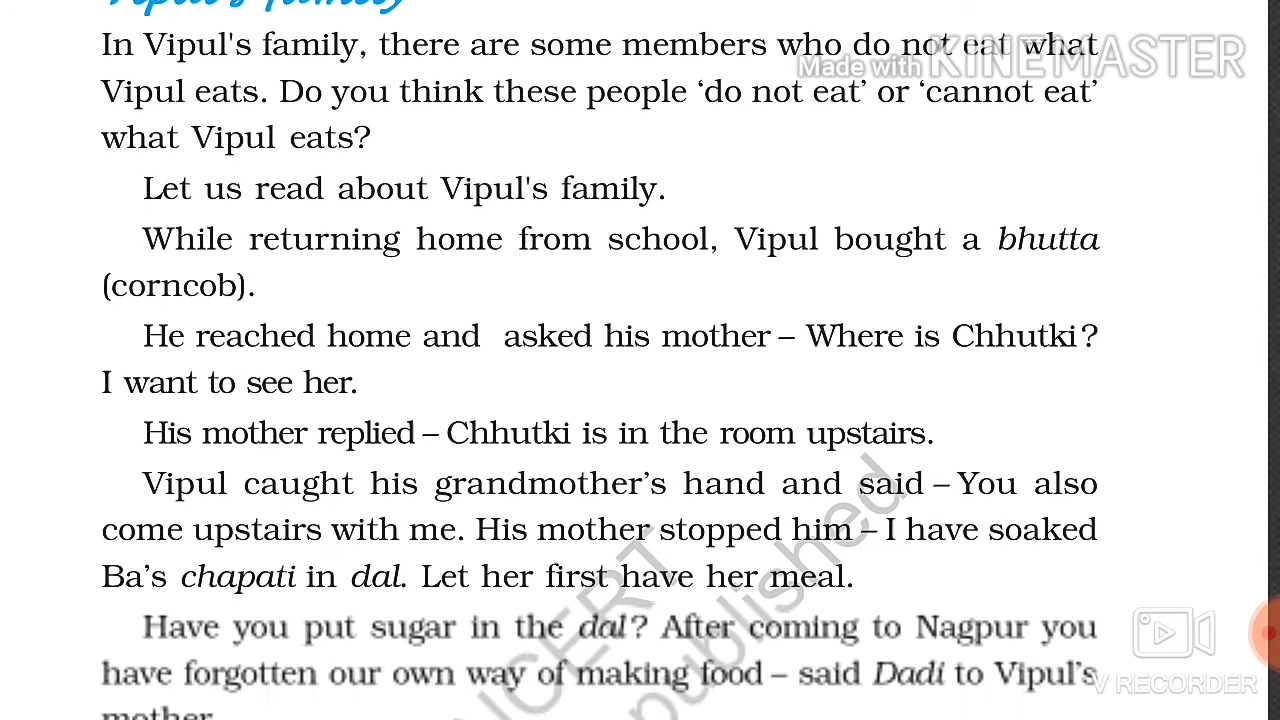 Vipul's family
In Vipul's family, there are some members who do not eat what
Made with KINEMASTER
Vipul eats. Do you think these people ‘do not eat’ or ‘cannot eat’
what Vipul eats?
Let us read about Vipul's family.
While returning home from school, Vipul bought a bhutta
(corncob).
He reached home and asked his mother – Where is Chhutki?
I want to see her.
His mother replied – Chhutki is in the room upstairs.
Vipul caught his grandmother’s hand and said – You also
come upstairs with me. His mother stopped him – I have soaked
Ba’s chapati in dal. Let her first have her meal.
Have you put sugar in the dal? After coming to Nagpur you
have forgotten our own way of making food – said Dadi to Vipul’s
mother.
NCERT
published
V RECORDER